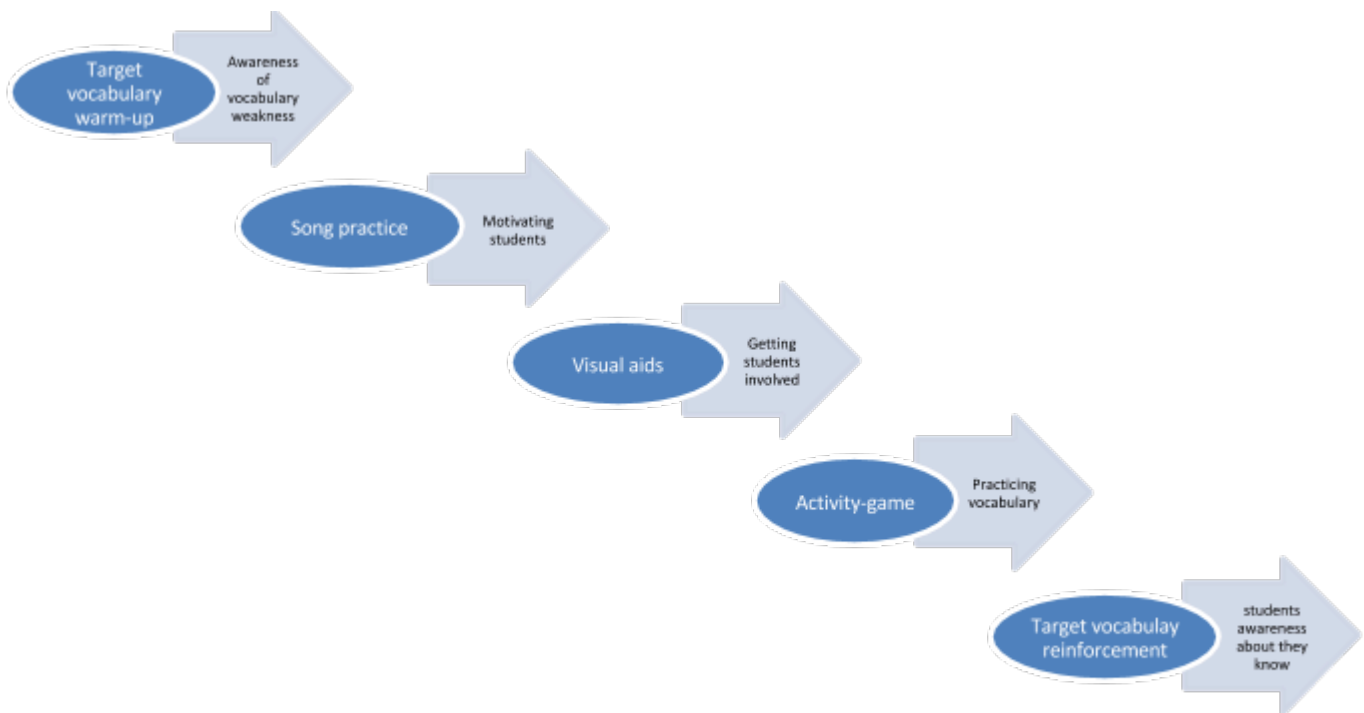 Target
vocabulary
warm-up
Awareness
of
vocabulary
weakness
Song practice
Motivating
students
Visual aids
Getting
students
involved
Activity-game
Practicing
vocabulary
Target vocabulay
reinforcement
students
awareness
about they
know